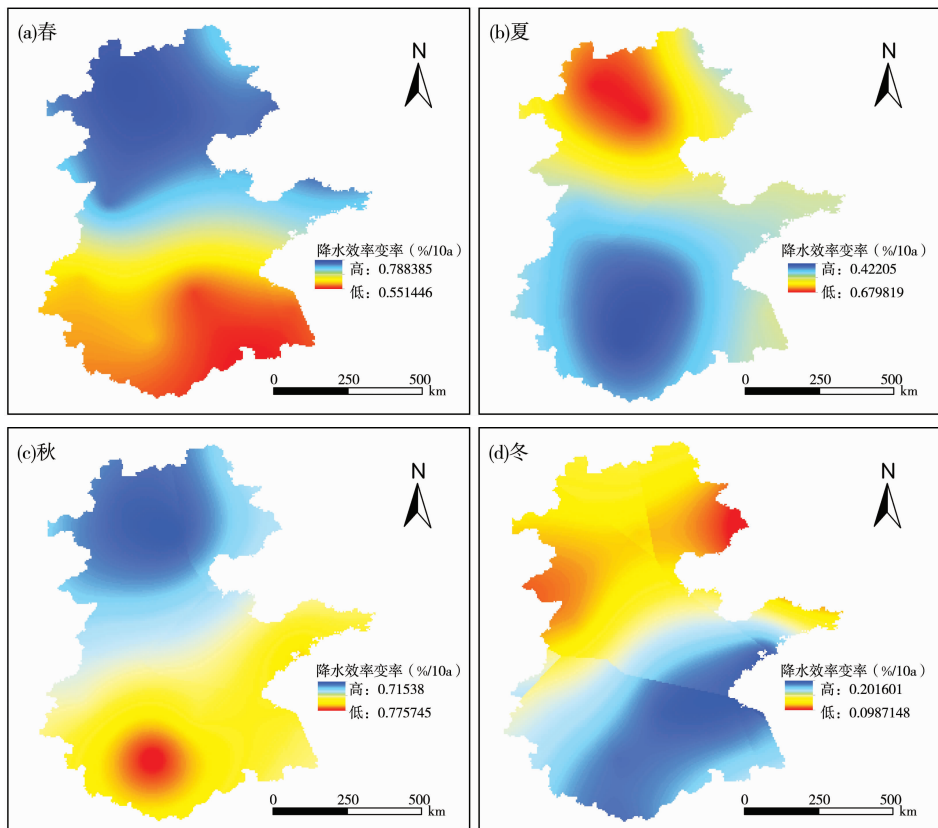 (a)春
N
降水效率变率（%/10a）
高：0.788385
低：0.551446
0 250 500
km
(b)夏
N
降水效率变率（%/10a）
高：0.42205
低：0.679819
0 250 500
km
(c)秋
N
降水效率变率（%/10a）
高：0.71538
低：0.775745
0 250 500
km
(d)冬
N
降水效率变率（%/10a）
高：0.201601
低：0.0987148
0 250 500
km